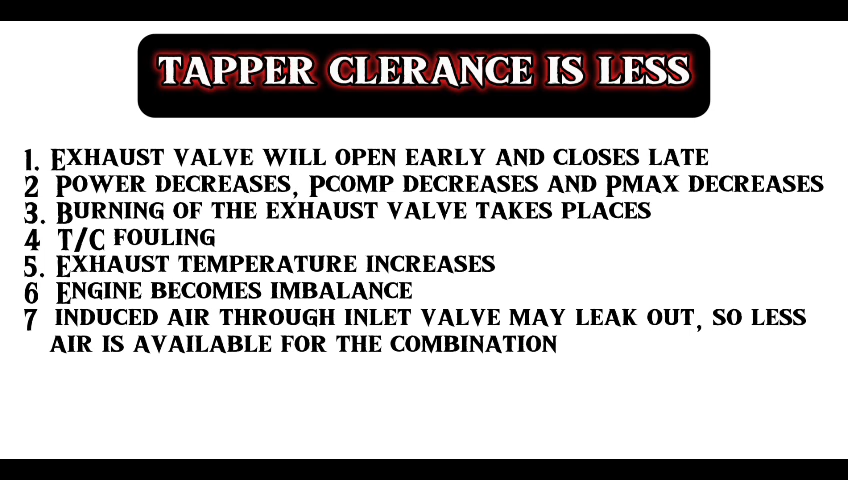 TAPPER CLERANCE IS LESS
1. EXHAUST VALVE WILL OPEN EARLY AND CLOSES LATE
2 POWER DECREASES, PCOMP DECREASES AND PMAX DECREASES
3. BURNING OF THE EXHAUST VALVE TAKES PLACES
4 T/C FOULING
5. EXHAUST TEMPERATURE INCREASES
6 ENGINE BECOMES IMBALANCE
7 INDUCED AIR THROUGH INLET VALVE MAY LEAK OUT, SO LESS
AIR IS AVAILABLE FOR THE COMBINATION